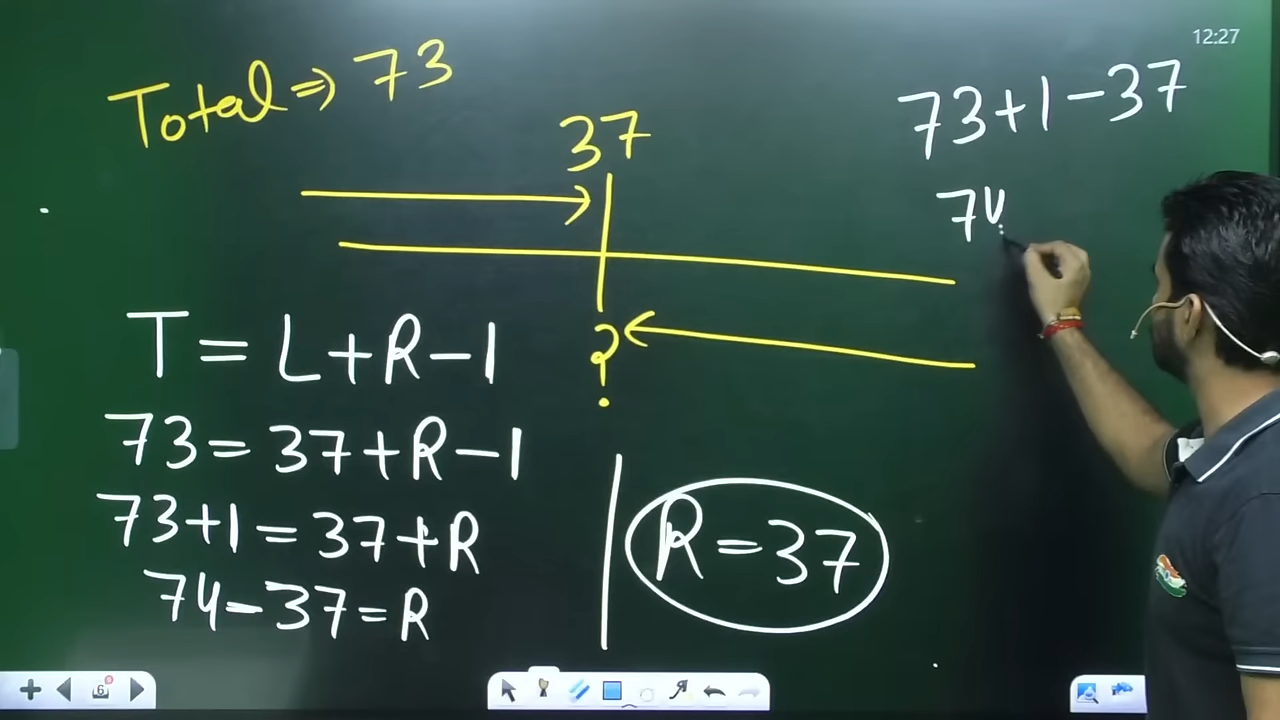 12:27
Total ⇒ 73
37
?
73+1-37
74
T = L+R-1
73 = 37+R-1
73+1 = 37+R
74-37 = R
R = 37
6